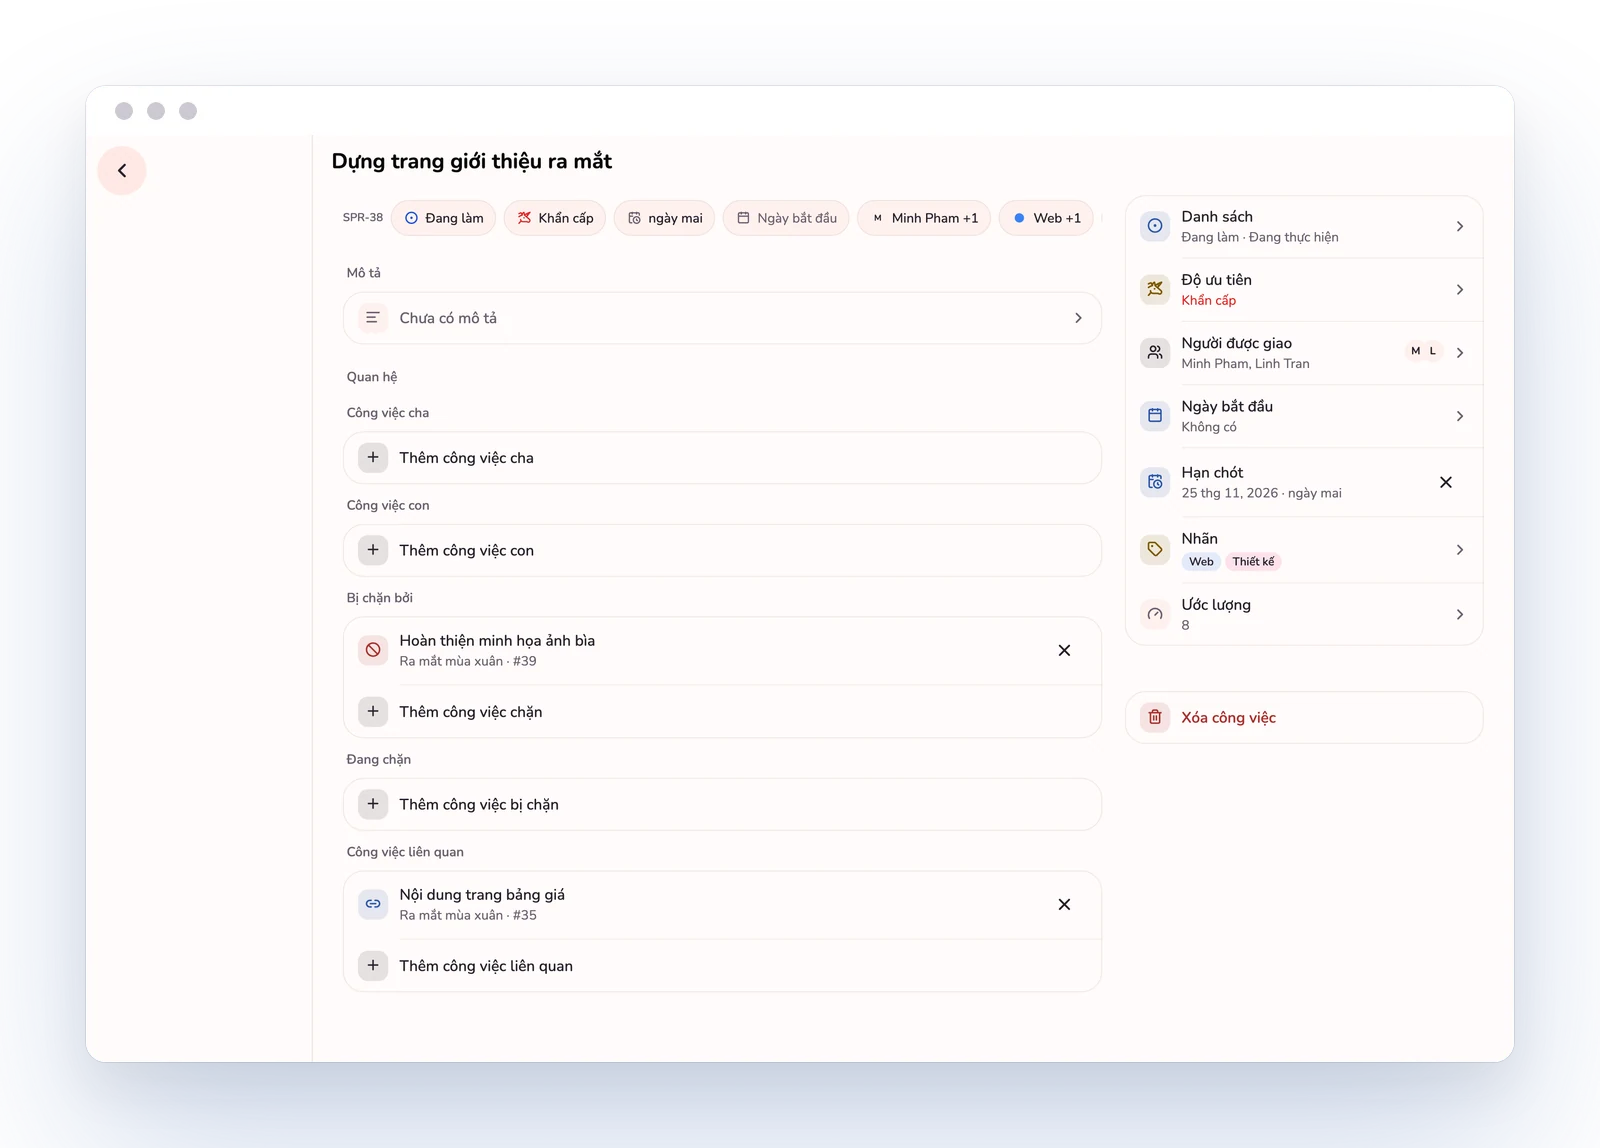 Dựng trang giới thiệu ra mắt
SPR-38 Đang làm Khẩn cấp ngày mai Ngày bắt đầu M Minh Pham +1 Web +1
Mô tả
Chưa có mô tả
Quan hệ
Công việc cha
Thêm công việc cha
Công việc con
Thêm công việc con
Bị chặn bởi
Hoàn thiện minh họa ảnh bìa
Ra mắt mùa xuân · #39
Thêm công việc chặn
Đang chặn
Thêm công việc bị chặn
Công việc liên quan
Nội dung trang bảng giá
Ra mắt mùa xuân · #35
Thêm công việc liên quan
Danh sách
Đang làm · Đang thực hiện
Độ ưu tiên
Khẩn cấp
Người được giao
Minh Pham, Linh Tran
M L
Ngày bắt đầu
Không có
Hạn chót
25 thg 11, 2026 · ngày mai
Nhãn
Web Thiết kế
Ước lượng
8
Xóa công việc